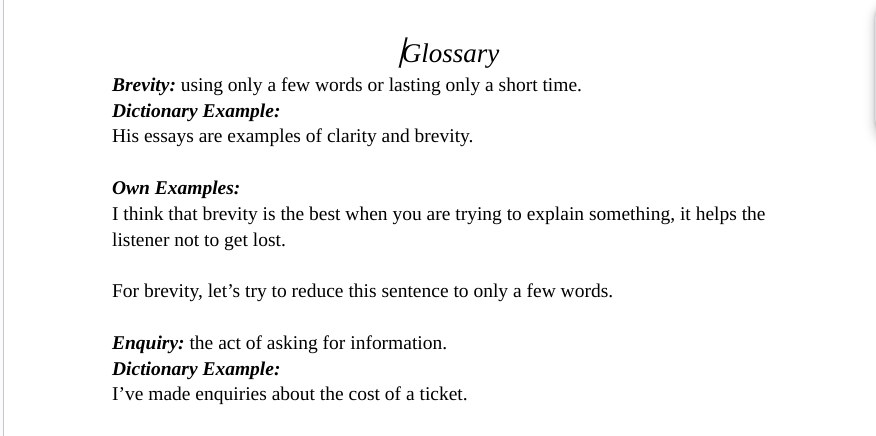 Glossary
Brevity: using only a few words or lasting only a short time.
Dictionary Example:
His essays are examples of clarity and brevity.
Own Examples:
I think that brevity is the best when you are trying to explain something, it helps the
listener not to get lost.
For brevity, let’s try to reduce this sentence to only a few words.
Enquiry: the act of asking for information.
Dictionary Example:
I’ve made enquiries about the cost of a ticket.